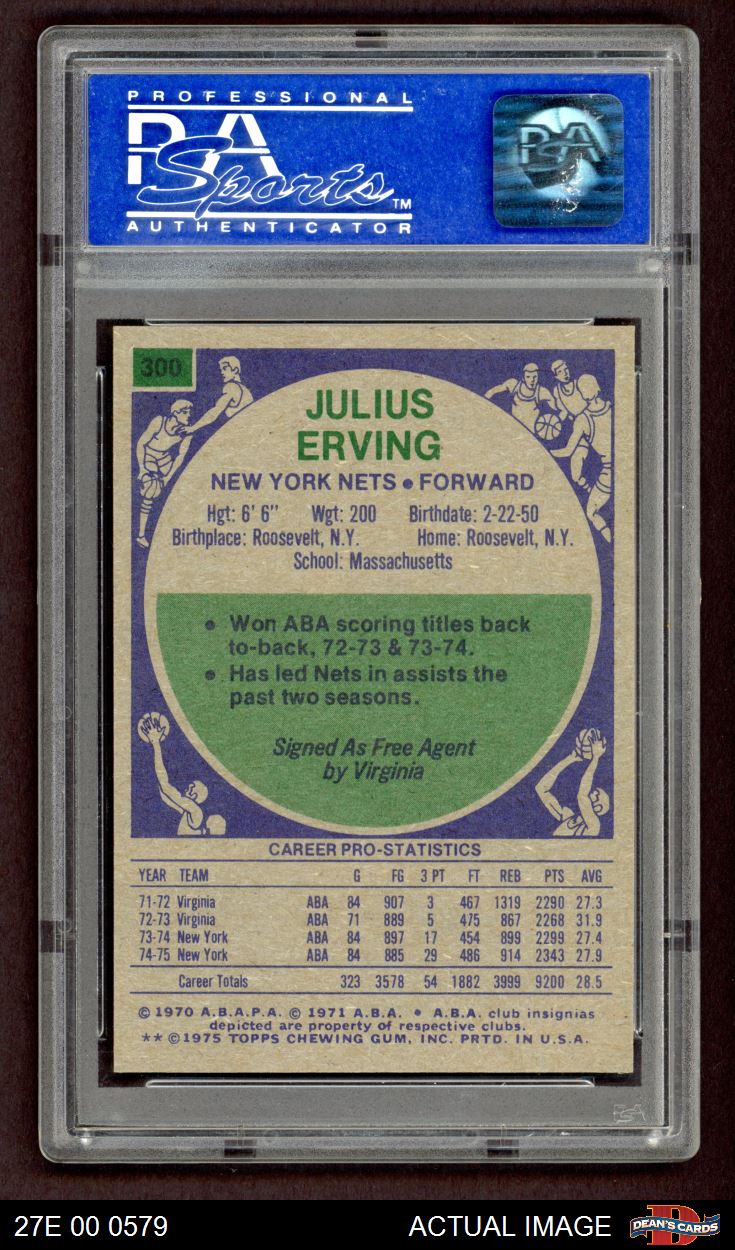 PROFESSIONAL
PSA
Sports™
AUTHENTICATOR
PSA
300
JULIUS
ERVING
NEW YORK NETS • FORWARD
Hgt: 6' 6" Wgt: 200 Birthdate: 2-22-50
Birthplace: Roosevelt, N.Y. Home: Roosevelt, N.Y.
School: Massachusetts
• Won ABA scoring titles back
to-back, 72-73 & 73-74.
• Has led Nets in assists the
past two seasons.
Signed As Free Agent
by Virginia
CAREER PRO-STATISTICS
YEAR TEAM G FG 3 PT FT REB PTS AVG
71-72 Virginia ABA 84 907 3 467 1319 2290 27.3
72-73 Virginia ABA 71 889 5 475 867 2268 31.9
73-74 New York ABA 84 897 17 454 899 2299 27.4
74-75 New York ABA 84 885 29 486 914 2343 27.9
Career Totals 323 3578 54 1882 3999 9200 28.5
© 1970 A.B.A.P.A. © 1971 A.B.A. • A.B.A. club insignias
depicted are property of respective clubs.
** © 1975 TOPPS CHEWING GUM, INC. PRTD. IN U.S.A.
PSA
27E 00 0579
ACTUAL IMAGE
DEAN'S CARDS